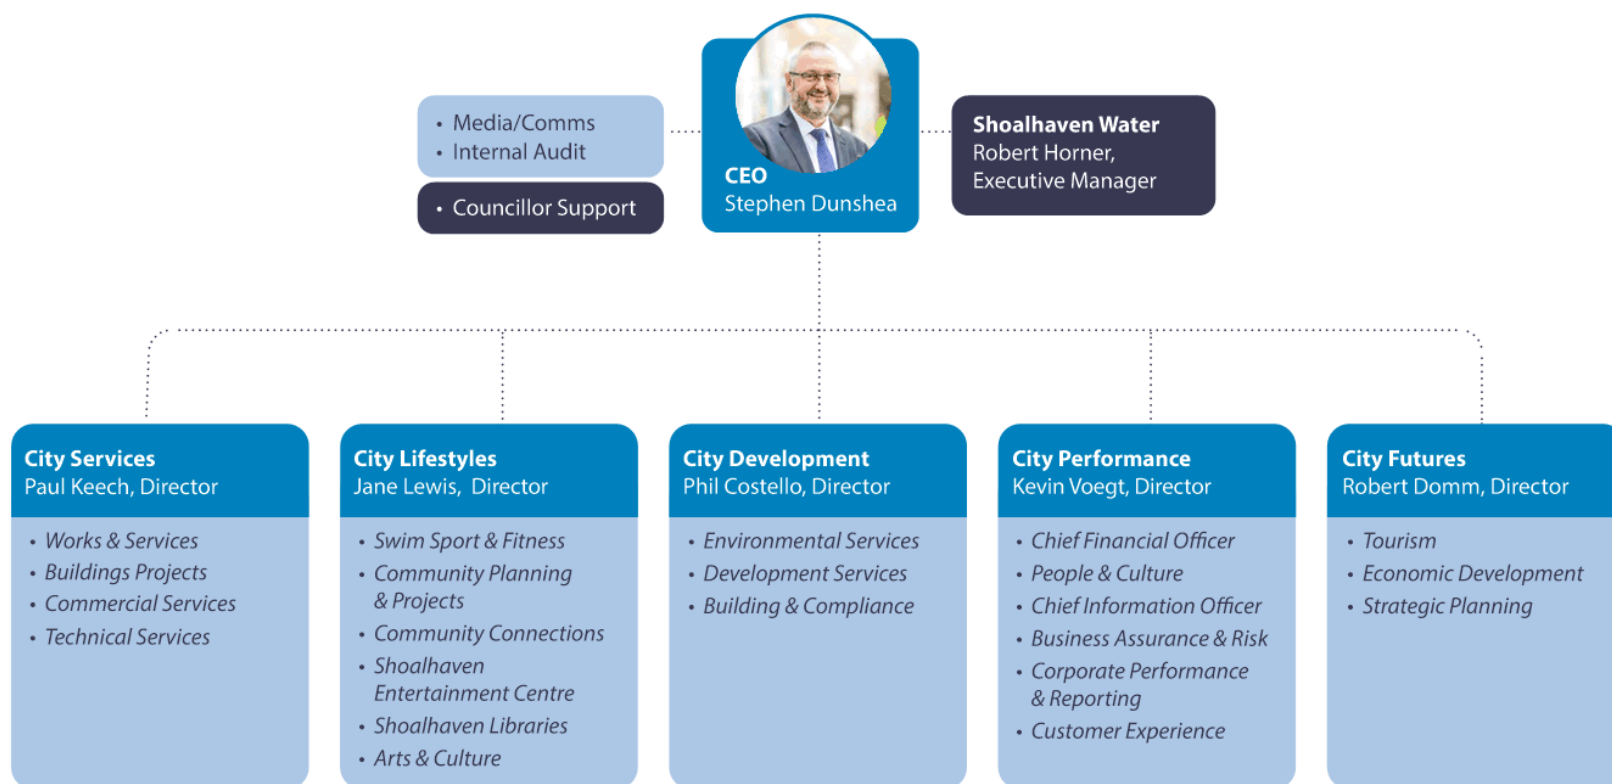 • Media/Comms
• Internal Audit
• Councillor Support
CEO
Stephen Dunshea
Shoalhaven Water
Robert Horner,
Executive Manager
City Services
Paul Keech, Director
• Works & Services
• Buildings Projects
• Commercial Services
• Technical Services
City Lifestyles
Jane Lewis, Director
• Swim Sport & Fitness
• Community Planning
& Projects
• Community Connections
• Shoalhaven
Entertainment Centre
• Shoalhaven Libraries
• Arts & Culture
City Development
Phil Costello, Director
• Environmental Services
• Development Services
• Building & Compliance
City Performance
Kevin Voegt, Director
• Chief Financial Officer
• People & Culture
• Chief Information Officer
• Business Assurance & Risk
• Corporate Performance
& Reporting
• Customer Experience
City Futures
Robert Domm, Director
• Tourism
• Economic Development
• Strategic Planning